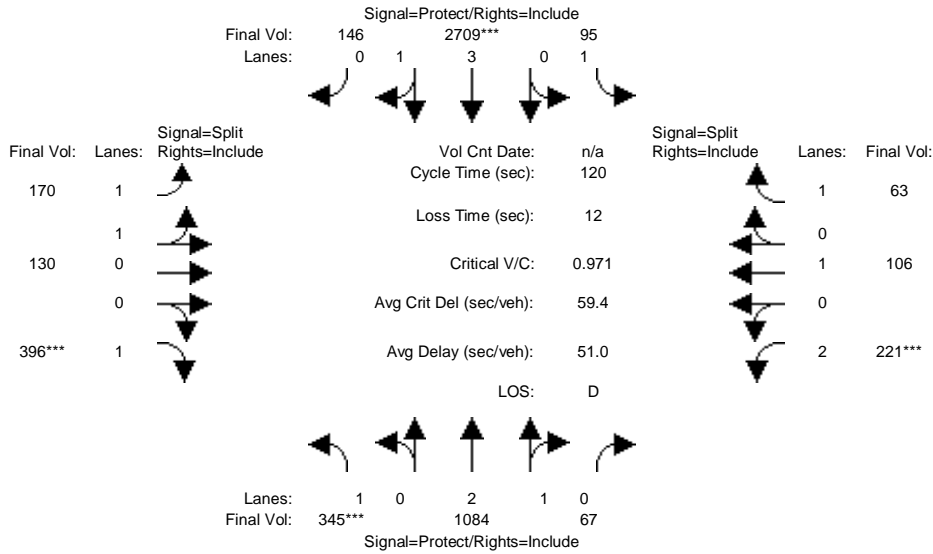 Signal=Protect/Rights=Include
Final Vol: 146 2709*** 95
Lanes: 0 1 3 0 1
Signal=Split
Rights=Include
Final Vol: Lanes:
170 1
1
130 0
0
396*** 1
Vol Cnt Date: n/a
Cycle Time (sec): 120
Loss Time (sec): 12
Critical V/C: 0.971
Avg Crit Del (sec/veh): 59.4
Avg Delay (sec/veh): 51.0
LOS: D
Signal=Split
Rights=Include
Lanes: Final Vol:
1 63
0
1 106
0
2 221***
Lanes: 1 0 2 1 0
Final Vol: 345*** 1084 67
Signal=Protect/Rights=Include